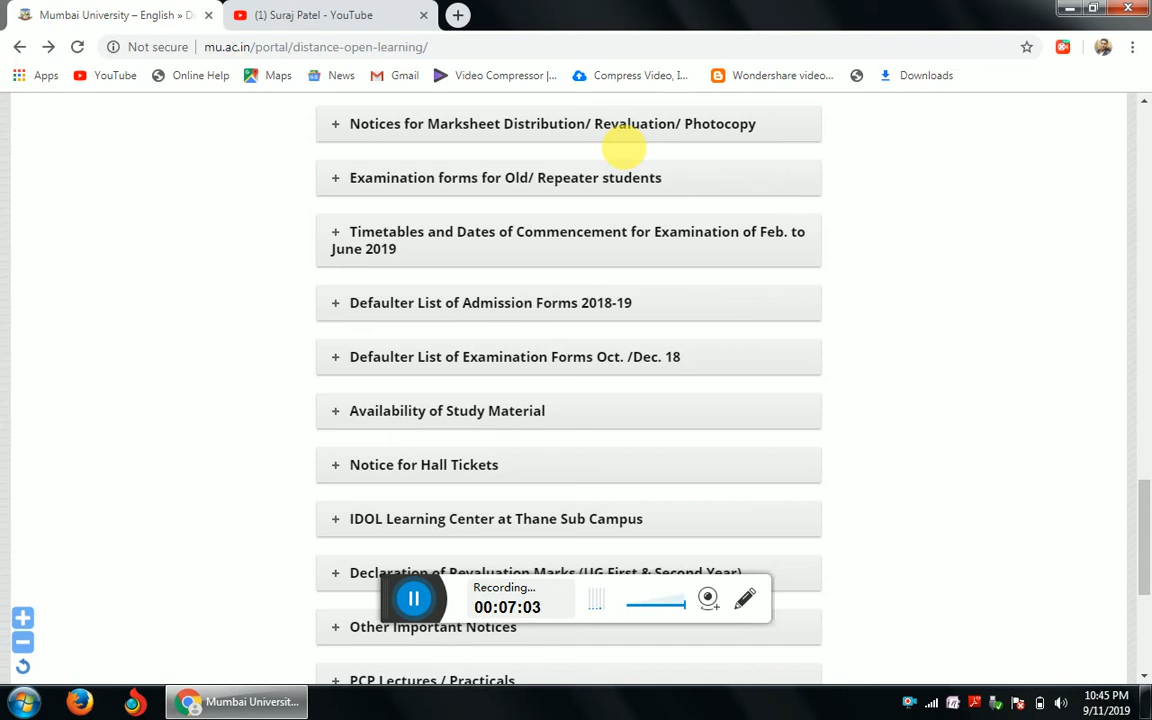 Mumbai University – English » Di
(1) Suraj Patel - YouTube
Not secure
mu.ac.in/portal/distance-open-learning/
Apps
YouTube
Online Help
Maps
News
Gmail
Video Compressor |...
Compress Video, I...
Wondershare video...
Downloads
+ Notices for Marksheet Distribution/ Revaluation/ Photocopy
+ Examination forms for Old/ Repeater students
+ Timetables and Dates of Commencement for Examination of Feb. to
June 2019
+ Defaulter List of Admission Forms 2018-19
+ Defaulter List of Examination Forms Oct. /Dec. 18
+ Availability of Study Material
+ Notice for Hall Tickets
+ IDOL Learning Center at Thane Sub Campus
+ Declaration of Revaluation Marks (UG First & Second Year)
Recording...
00:07:03
+ Other Important Notices
+ PCP Lectures / Practicals
Mumbai Universit...
10:45 PM
9/11/2019